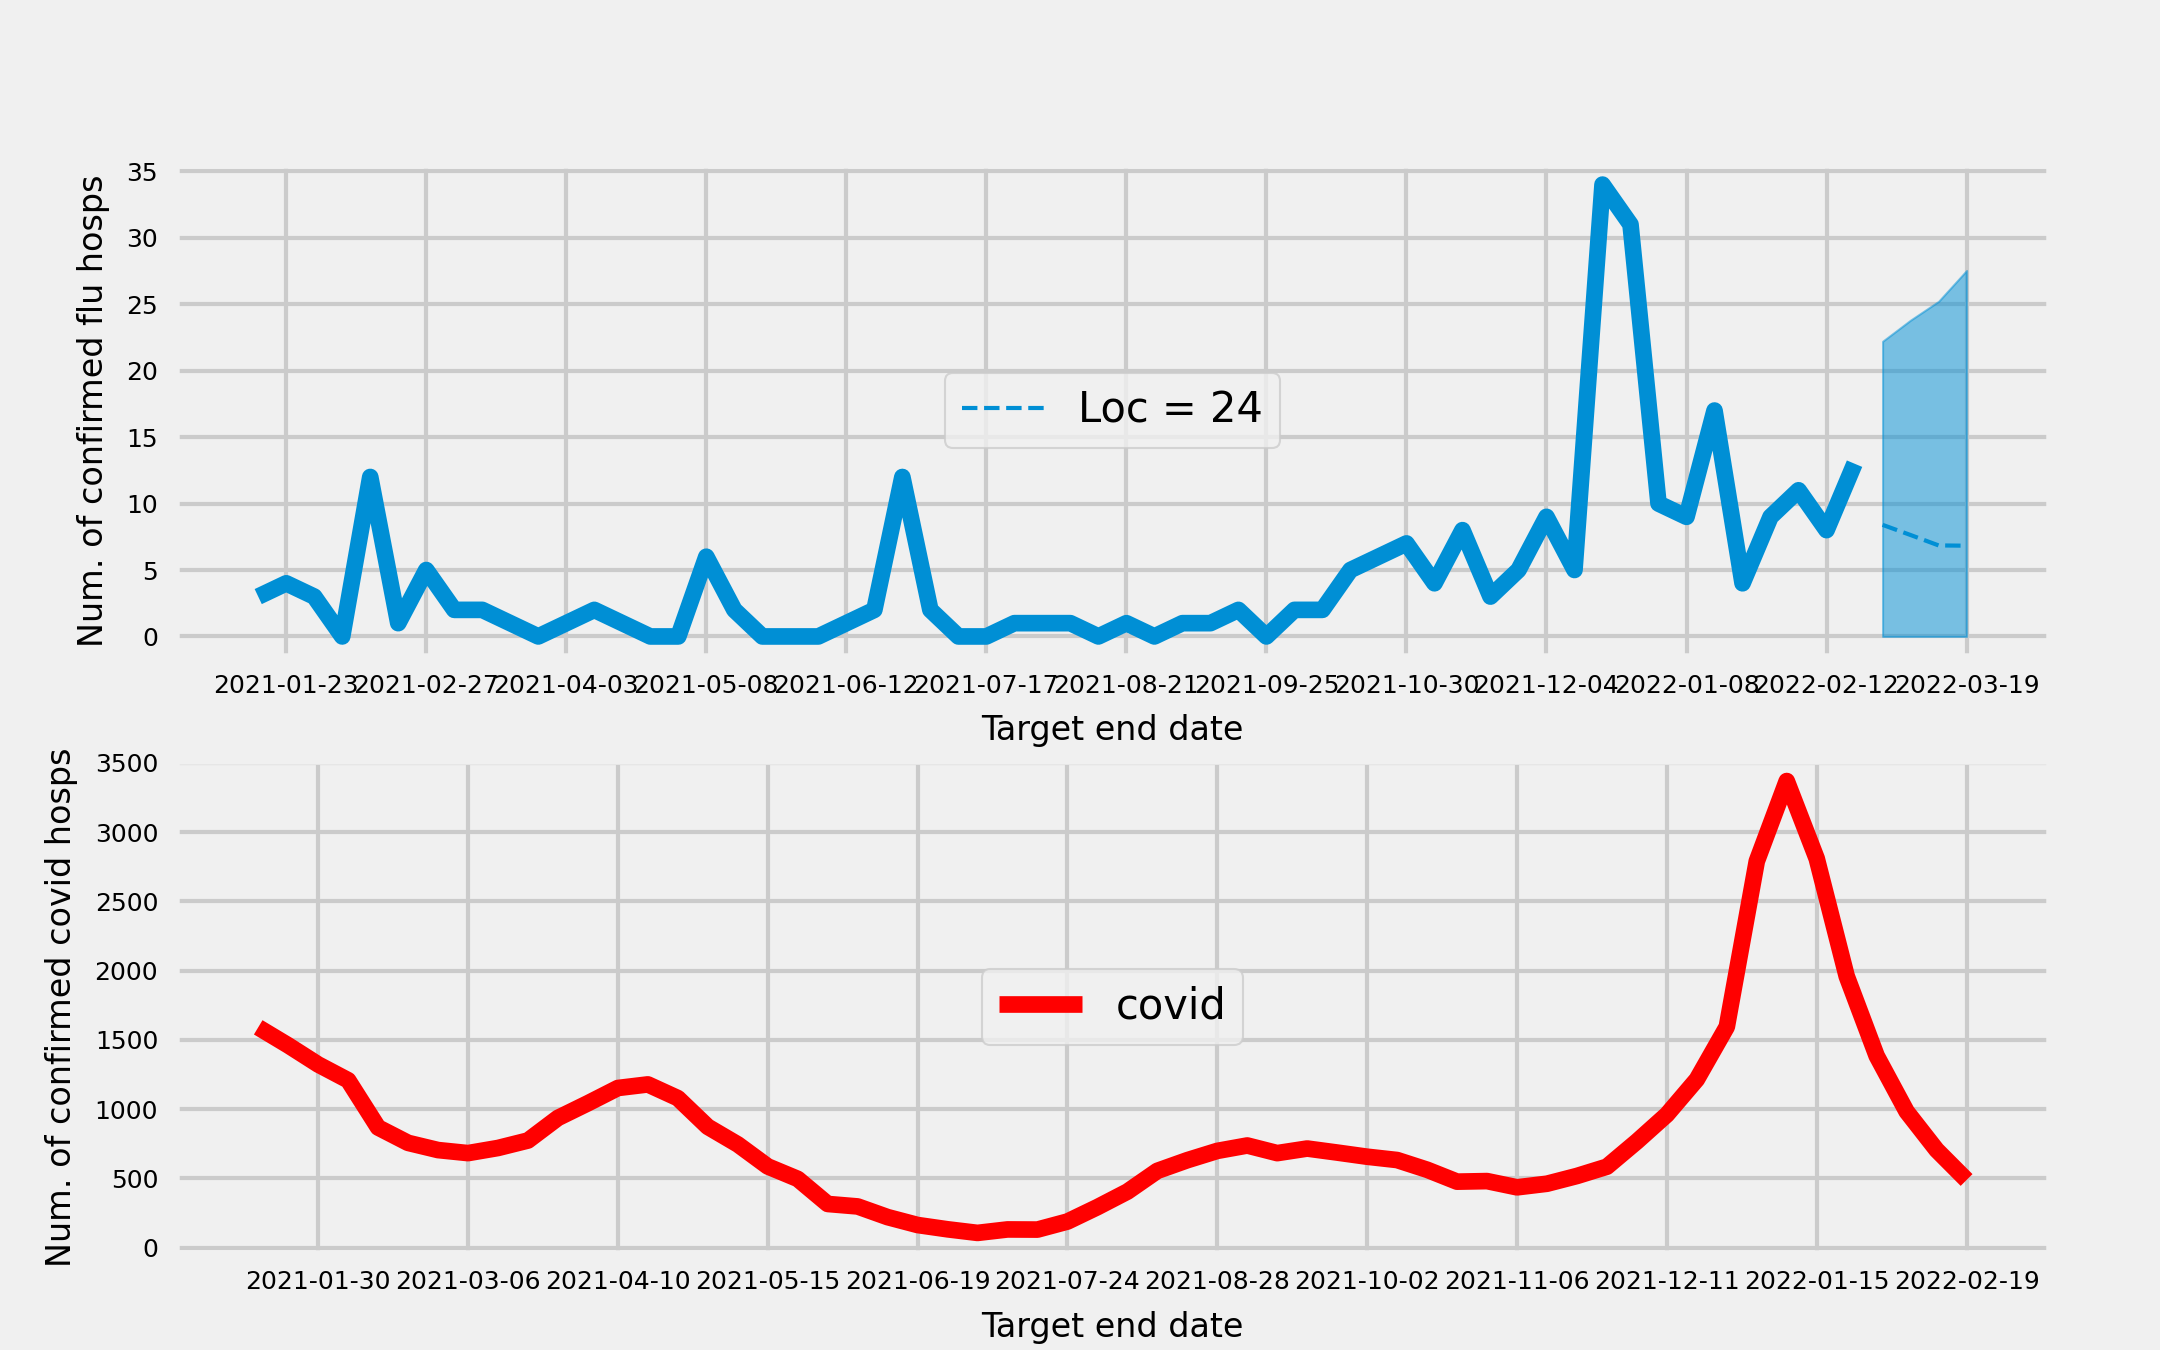 Num. of confirmed flu hosps
35
30
25
20
15
10
5
0
Loc = 24
2021-01-23 2021-02-27 2021-04-03 2021-05-08 2021-06-12 2021-07-17 2021-08-21 2021-09-25 2021-10-30 2021-12-04 2022-01-08 2022-02-12 2022-03-19
Target end date
Num. of confirmed covid hosps
3500
3000
2500
2000
1500
1000
500
0
covid
2021-01-30 2021-03-06 2021-04-10 2021-05-15 2021-06-19 2021-07-24 2021-08-28 2021-10-02 2021-11-06 2021-12-11 2022-01-15 2022-02-19
Target end date